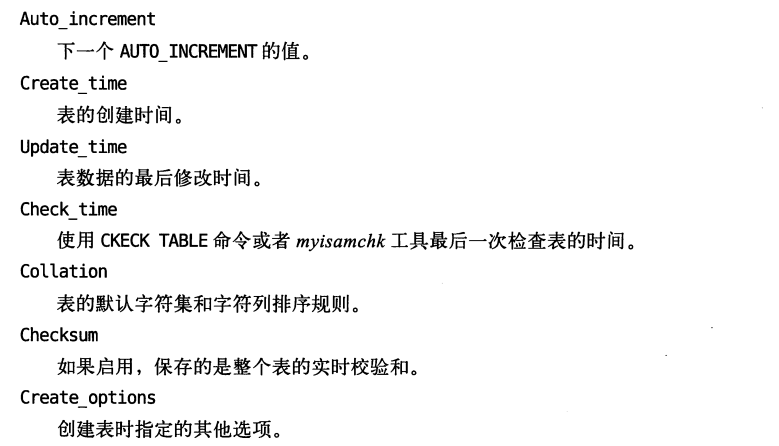 Auto_increment
下一个 AUTO_INCREMENT 的值。
Create_time
表的创建时间。
Update_time
表数据的最后修改时间。
Check_time
使用 CKECK TABLE 命令或者 myisamchk 工具最后一次检查表的时间。
Collation
表的默认字符集和字符列排序规则。
Checksum
如果启用，保存的是整个表的实时校验和。
Create_options
创建表时指定的其他选项。